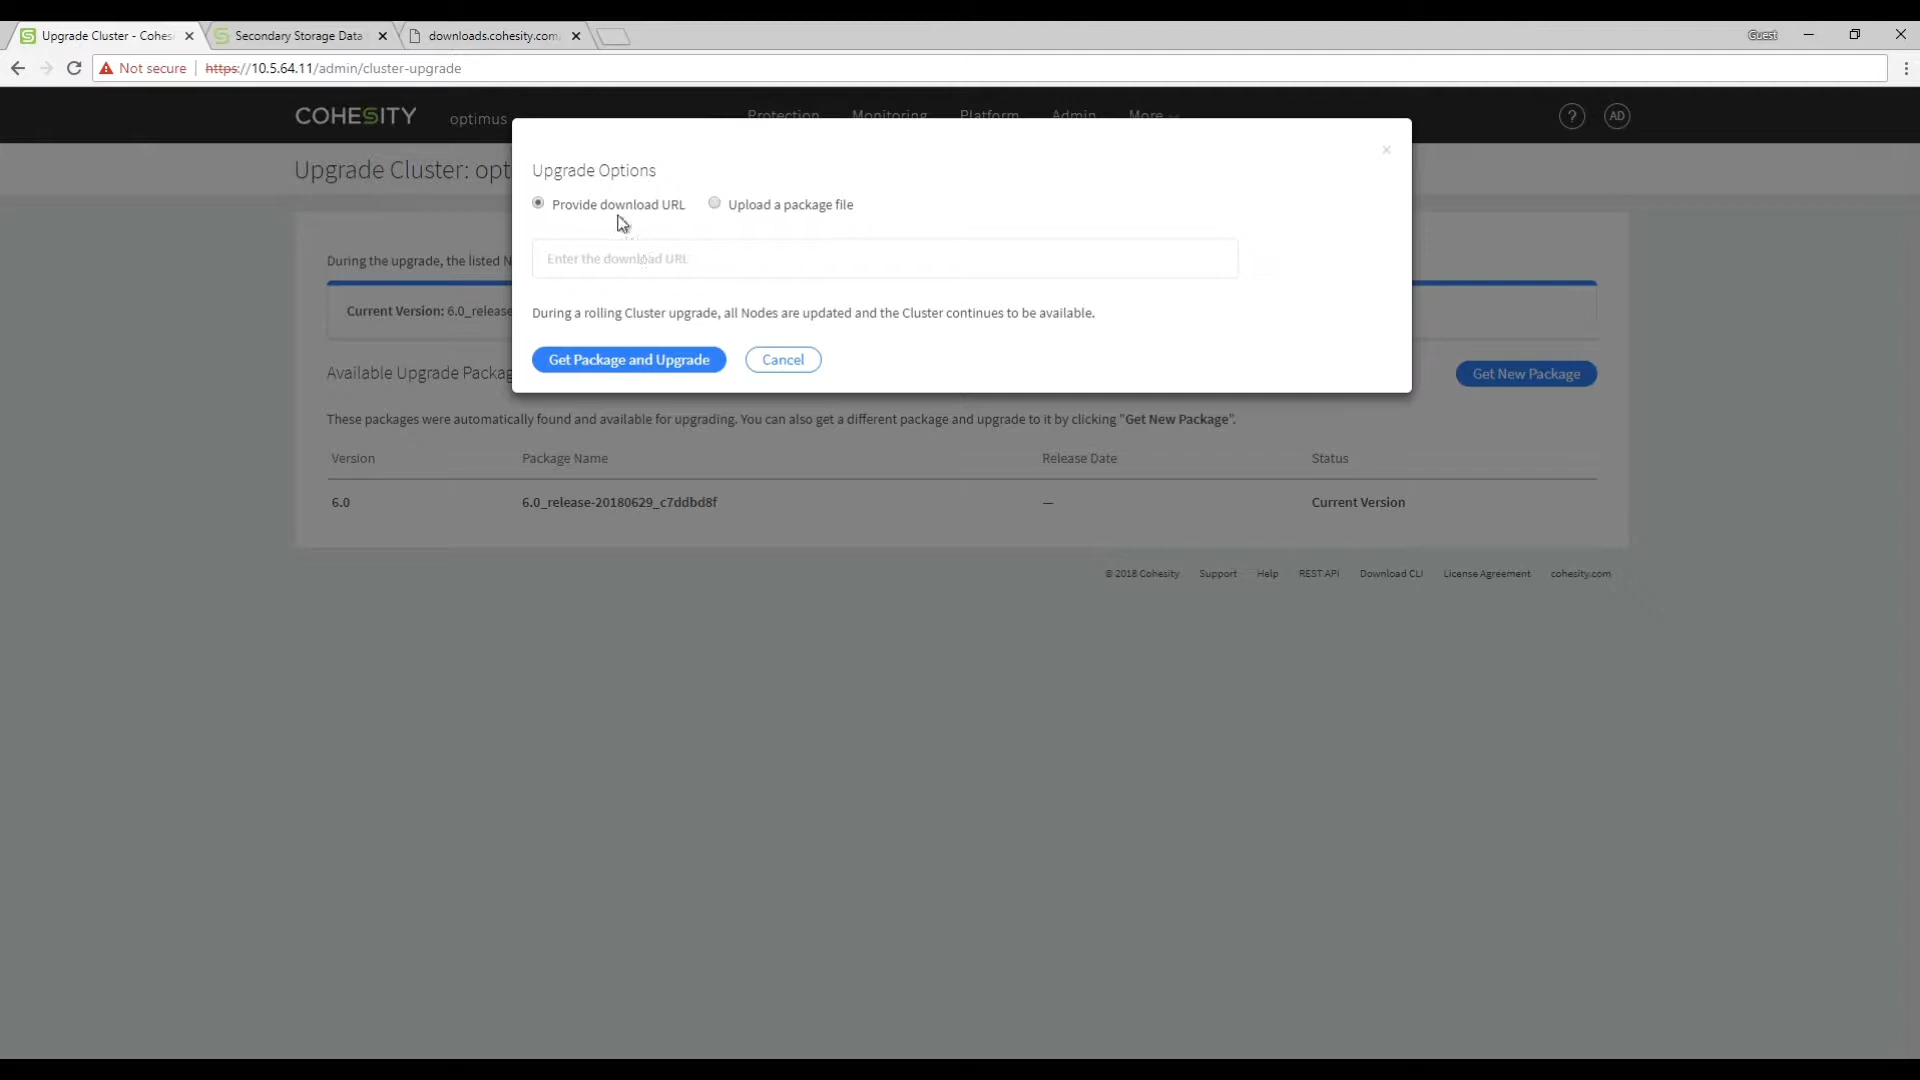 Upgrade Cluster - Cohes
Secondary Storage Data
downloads.cohesity.com
Guest
Not secure | https://10.5.64.11/admin/cluster-upgrade
COHESITY optimus Protection Monitoring Platform Admin More ? AD
Upgrade Cluster: opt
Upgrade Options
Provide download URL Upload a package file
Enter the download URL
During the upgrade, the listed N
Current Version: 6.0_release
During a rolling Cluster upgrade, all Nodes are updated and the Cluster continues to be available.
Get Package and Upgrade Cancel
Available Upgrade Packag
Get New Package
These packages were automatically found and available for upgrading. You can also get a different package and upgrade to it by clicking "Get New Package".
Version Package Name Release Date Status
6.0 6.0_release-20180629_c7ddbd8f — Current Version
© 2018 Cohesity Support Help REST API Download CLI License Agreement cohesity.com